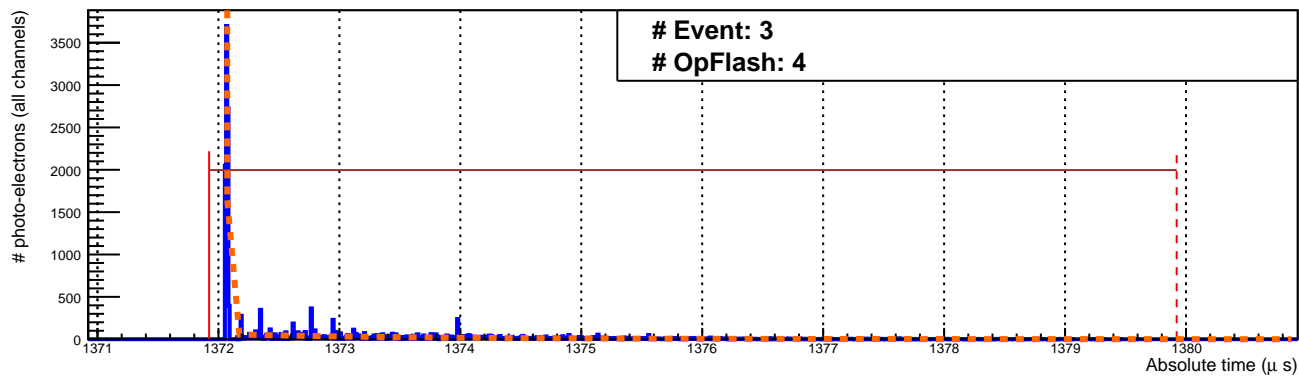 # Event: 3
# OpFlash: 4
# photo-electrons (all channels)
3500
3000
2500
2000
1500
1000
500
0
1371 1372 1373 1374 1375 1376 1377 1378 1379 1380
Absolute time (μ s)